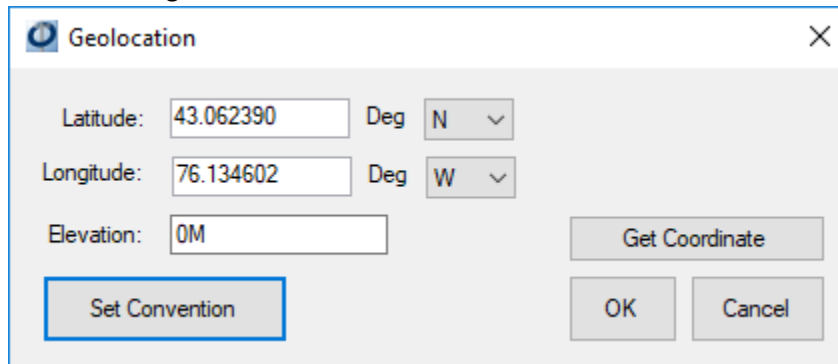 Geolocation
Latitude: 43.062390 Deg N
Longitude: 76.134602 Deg W
Elevation: 0M
Get Coordinate
Set Convention OK Cancel